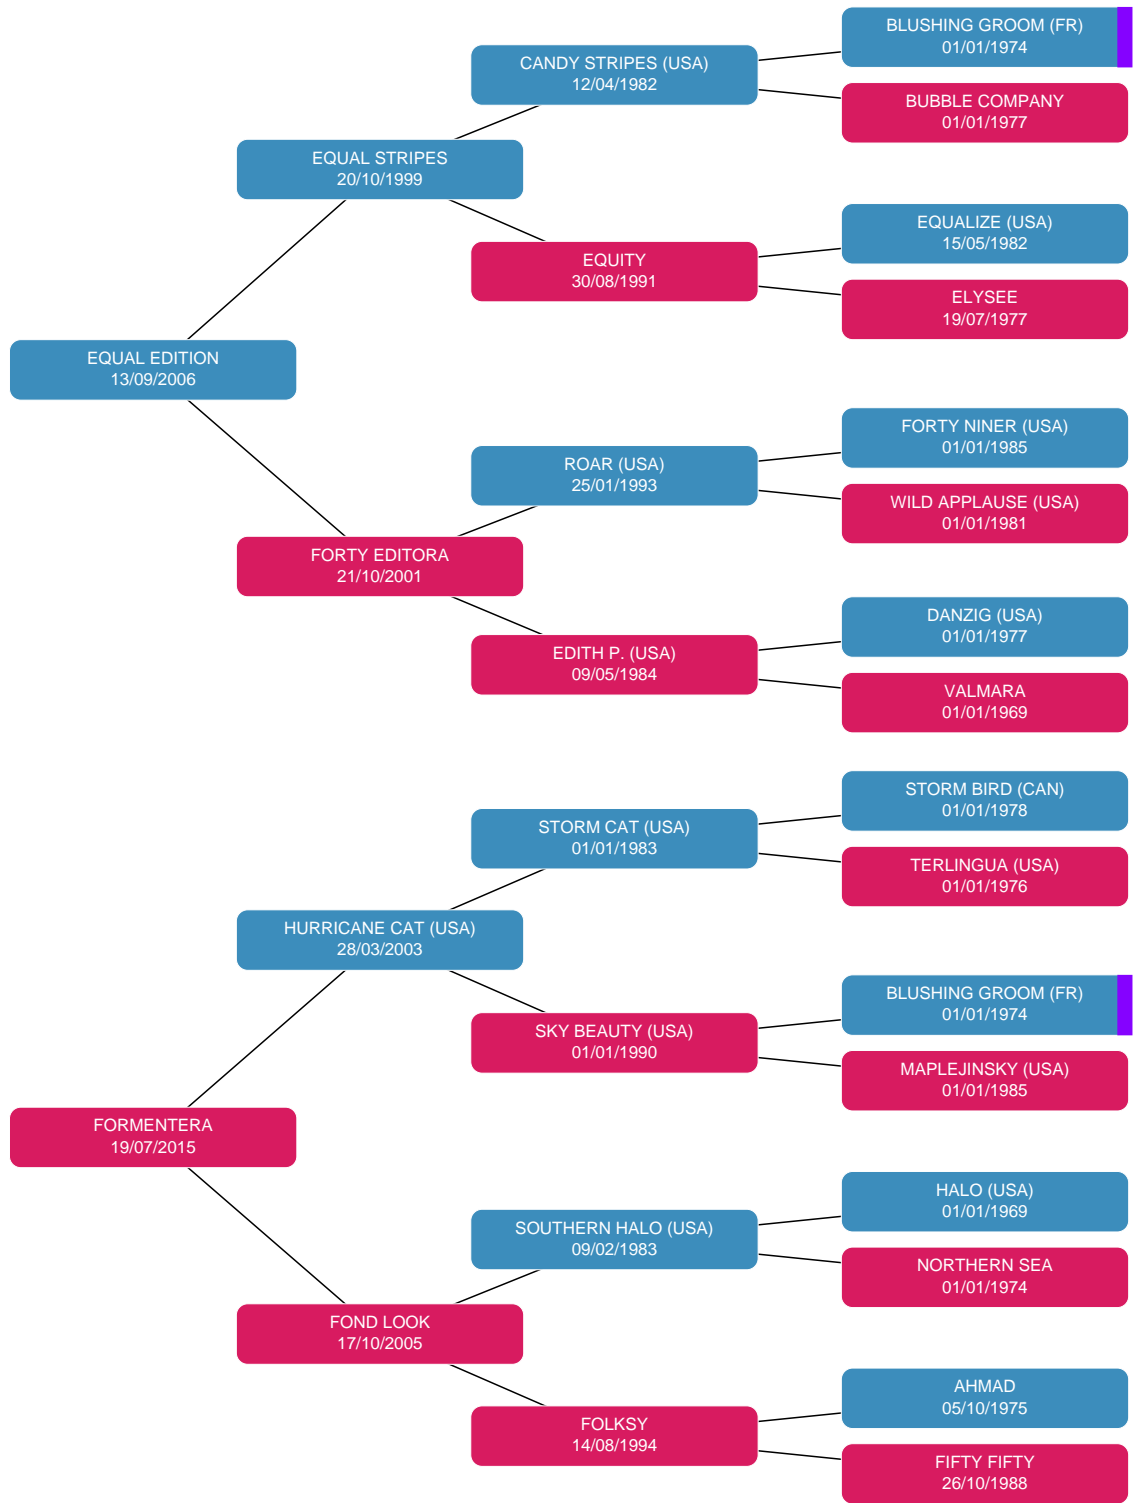 BLUSHING GROOM (FR)
01/01/1974
CANDY STRIPES (USA)
12/04/1982
BUBBLE COMPANY
01/01/1977
EQUAL STRIPES
20/10/1999
EQUALIZE (USA)
15/05/1982
EQUITY
30/08/1991
ELYSEE
19/07/1977
EQUAL EDITION
13/09/2006
FORTY NINER (USA)
01/01/1985
ROAR (USA)
25/01/1993
WILD APPLAUSE (USA)
01/01/1981
FORTY EDITORA
21/10/2001
DANZIG (USA)
01/01/1977
EDITH P. (USA)
09/05/1984
VALMARA
01/01/1969
STORM BIRD (CAN)
01/01/1978
STORM CAT (USA)
01/01/1983
TERLINGUA (USA)
01/01/1976
HURRICANE CAT (USA)
28/03/2003
BLUSHING GROOM (FR)
01/01/1974
SKY BEAUTY (USA)
01/01/1990
MAPLEJINSKY (USA)
01/01/1985
FORMENTERA
19/07/2015
HALO (USA)
01/01/1969
SOUTHERN HALO (USA)
09/02/1983
NORTHERN SEA
01/01/1974
FOND LOOK
17/10/2005
AHMAD
05/10/1975
FOLKSY
14/08/1994
FIFTY FIFTY
26/10/1988